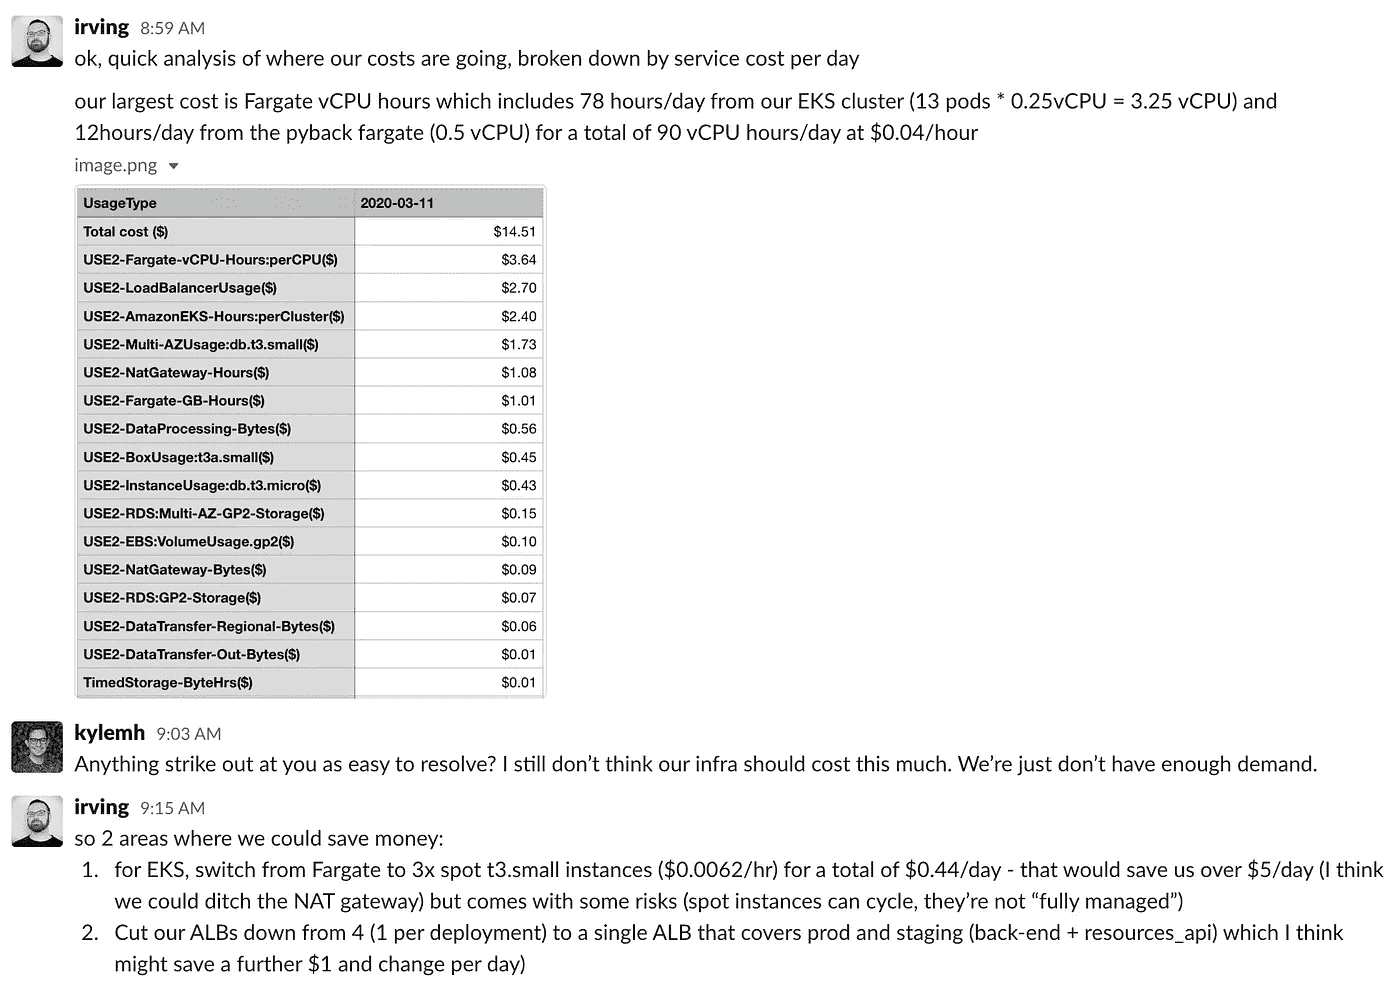 irving 8:59 AM
ok, quick analysis of where our costs are going, broken down by service cost per day
our largest cost is Fargate vCPU hours which includes 78 hours/day from our EKS cluster (13 pods * 0.25vCPU = 3.25 vCPU) and
12hours/day from the pyback fargate (0.5 vCPU) for a total of 90 vCPU hours/day at $0.04/hour
image.png
UsageType 2020-03-11
Total cost ($) $14.51
USE2-Fargate-vCPU-Hours:perCPU($) $3.64
USE2-LoadBalancerUsage($) $2.70
USE2-AmazonEKS-Hours:perCluster($) $2.40
USE2-Multi-AZUsage:db.t3.small($) $1.73
USE2-NatGateway-Hours($) $1.08
USE2-Fargate-GB-Hours($) $1.01
USE2-DataProcessing-Bytes($) $0.56
USE2-BoxUsage:t3a.small($) $0.45
USE2-InstanceUsage:db.t3.micro($) $0.43
USE2-RDS:Multi-AZ-GP2-Storage($) $0.15
USE2-EBS:VolumeUsage.gp2($) $0.10
USE2-NatGateway-Bytes($) $0.09
USE2-RDS:GP2-Storage($) $0.07
USE2-DataTransfer-Regional-Bytes($) $0.06
USE2-DataTransfer-Out-Bytes($) $0.01
TimedStorage-ByteHrs($) $0.01
kylemh 9:03 AM
Anything strike out at you as easy to resolve? I still don’t think our infra should cost this much. We’re just don’t have enough demand.
irving 9:15 AM
so 2 areas where we could save money:
1. for EKS, switch from Fargate to 3x spot t3.small instances ($0.0062/hr) for a total of $0.44/day - that would save us over $5/day (I think
we could ditch the NAT gateway) but comes with some risks (spot instances can cycle, they’re not “fully managed”)
2. Cut our ALBs down from 4 (1 per deployment) to a single ALB that covers prod and staging (back-end + resources_api) which I think
might save a further $1 and change per day)